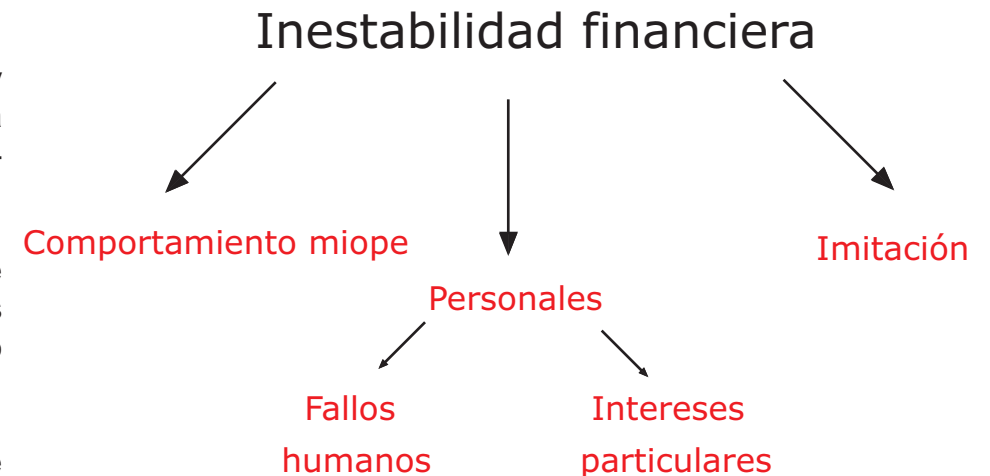 Inestabilidad financiera
Comportamiento miope
Imitación
Personales
Fallos
humanos
Intereses
particulares